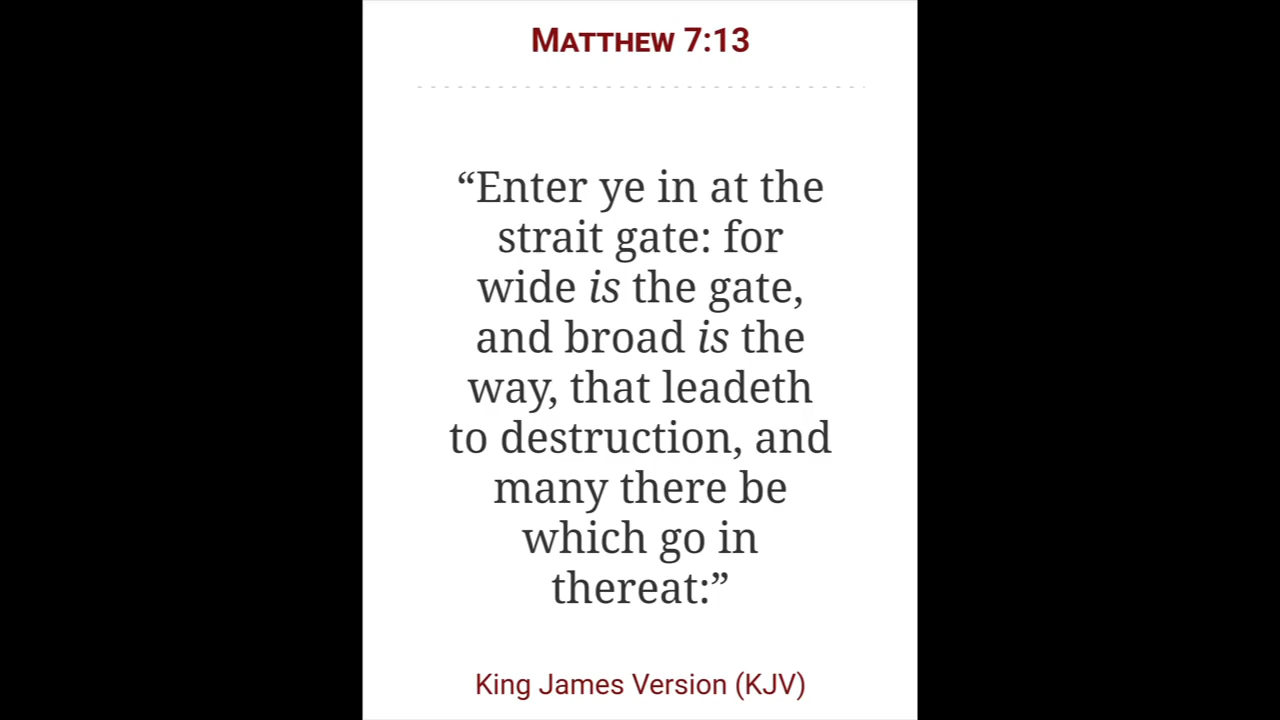 Matthew 7:13
“Enter ye in at the
strait gate: for
wide is the gate,
and broad is the
way, that leadeth
to destruction, and
many there be
which go in
thereat:”
King James Version (KJV)